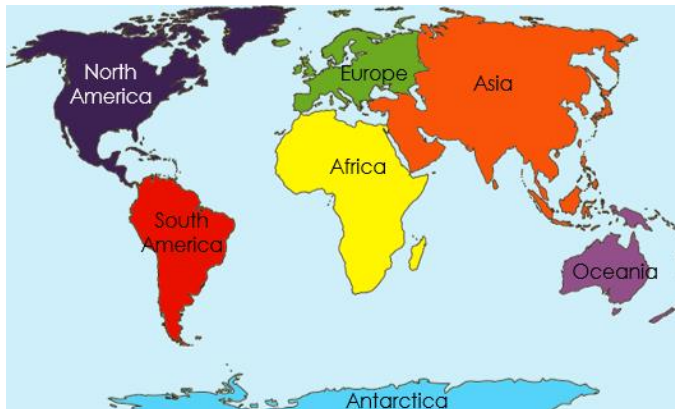 North
America
Europe
Asia
Africa
South
America
Oceania
Antarctica